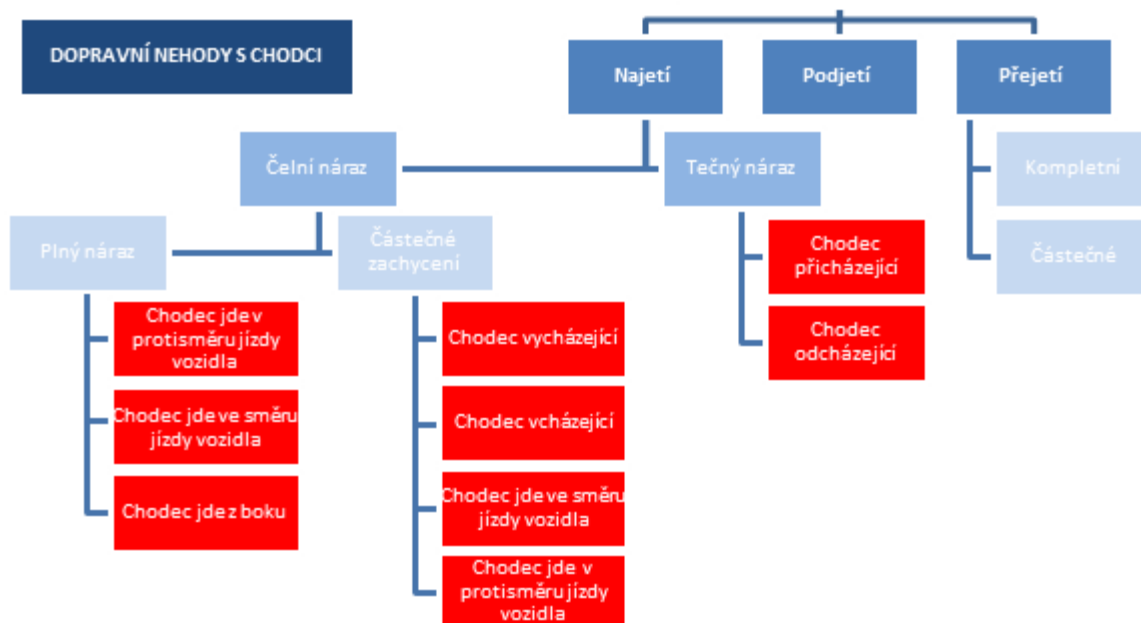 DOPRAVNÍ NEHODY S CHODCI
Najetí
Podjetí
Přejetí
Čelní náraz
Tečný náraz
Kompletní
Plný náraz
Částečné
zachycení
Chodec
přicházející
Částečné
Chodec jde v
protisměru jízdy
vozidla
Chodec vycházející
Chodec
odcházející
Chodec jde ve směru
jízdy vozidla
Chodec vcházející
Chodec jde z boku
Chodec jde ve směru
jízdy vozidla
Chodec jde v
protisměru jízdy
vozidla